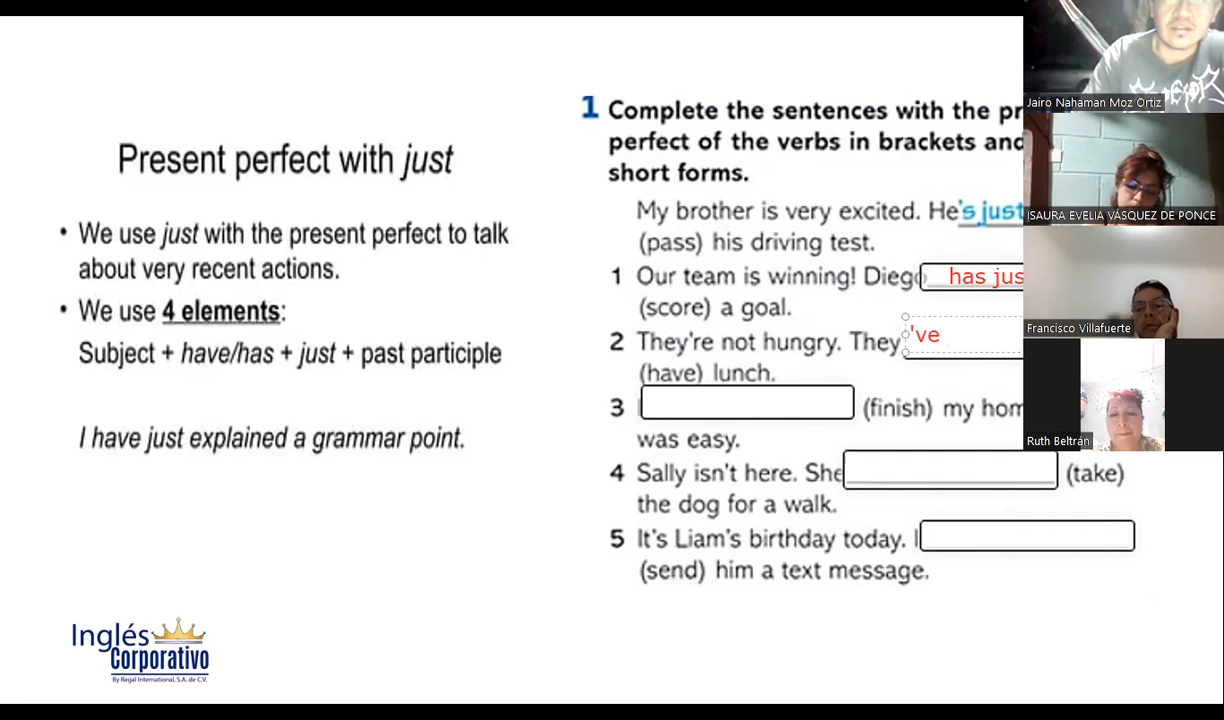 Present perfect with just
• We use just with the present perfect to talk
about very recent actions.
• We use 4 elements:
Subject + have/has + just + past participle
I have just explained a grammar point.
Inglés
Corporativo
By Regal International, S.A. de C.V.
1 Complete the sentences with the
perfect of the verbs in brackets and
short forms.
My brother is very excited. He's just
(pass) his driving test.
1 Our team is winning! Diego has
(score) a goal.
2 They're not hungry. They 've
(have) lunch.
3 I (finish) my
was easy.
4 Sally isn't here. She (take)
the dog for a walk.
5 It's Liam's birthday today. I
(send) him a text message.
Jairo Nahaman Moz Ortiz
ISAURA EVELIA VÁSQUEZ DE PONCE
Francisco Villafuerte
Ruth Beltrán